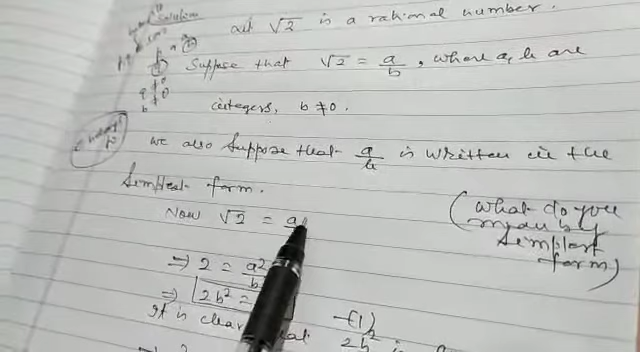 Solution
at √2 is a rational number.
Suppose that √2 = a/b, where a, b are
integers, b ≠ 0.
we also suppose that a/b is written in the
simplest form.
Now √2 = a
(What do you
mean by
simplest
form)
⇒ 2 = a²/b
⇒ 2b² = -(1)
It is clear 2b² is